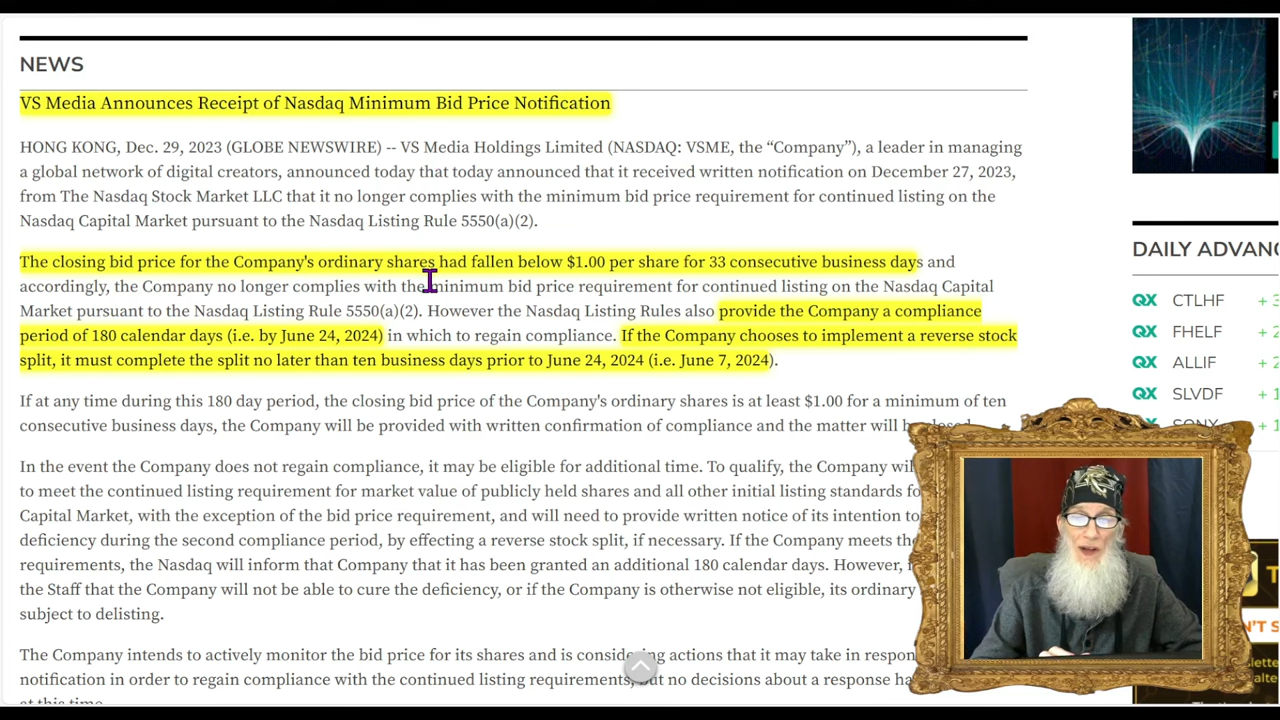 NEWS
VS Media Announces Receipt of Nasdaq Minimum Bid Price Notification
HONG KONG, Dec. 29, 2023 (GLOBE NEWSWIRE) -- VS Media Holdings Limited (NASDAQ: VSME, the “Company”), a leader in managing
a global network of digital creators, announced today that today announced that it received written notification on December 27, 2023,
from The Nasdaq Stock Market LLC that it no longer complies with the minimum bid price requirement for continued listing on the
Nasdaq Capital Market pursuant to the Nasdaq Listing Rule 5550(a)(2).
The closing bid price for the Company's ordinary shares had fallen below $1.00 per share for 33 consecutive business days and
accordingly, the Company no longer complies with the minimum bid price requirement for continued listing on the Nasdaq Capital
Market pursuant to the Nasdaq Listing Rule 5550(a)(2). However the Nasdaq Listing Rules also provide the Company a compliance
period of 180 calendar days (i.e. by June 24, 2024) in which to regain compliance. If the Company chooses to implement a reverse stock
split, it must complete the split no later than ten business days prior to June 24, 2024 (i.e. June 7, 2024).
If at any time during this 180 day period, the closing bid price of the Company's ordinary shares is at least $1.00 for a minimum of ten
consecutive business days, the Company will be provided with written confirmation of compliance and the matter will be
In the event the Company does not regain compliance, it may be eligible for additional time. To qualify, the Company
to meet the continued listing requirement for market value of publicly held shares and all other initial listing standards
Capital Market, with the exception of the bid price requirement, and will need to provide written notice of its intention to
deficiency during the second compliance period, by effecting a reverse stock split, if necessary. If the Company meets
requirements, the Nasdaq will inform that Company that it has been granted an additional 180 calendar days. However,
the Staff that the Company will not be able to cure the deficiency, or if the Company is otherwise not eligible, its ordinary
subject to delisting.
The Company intends to actively monitor the bid price for its shares and is considering actions that it may take in
notification in order to regain compliance with the continued listing requirements, but no decisions about a response
at this time.
DAILY ADVAN
QX CTLHF +
QX FHELF +
QX ALLIF +
QX SLVDF +